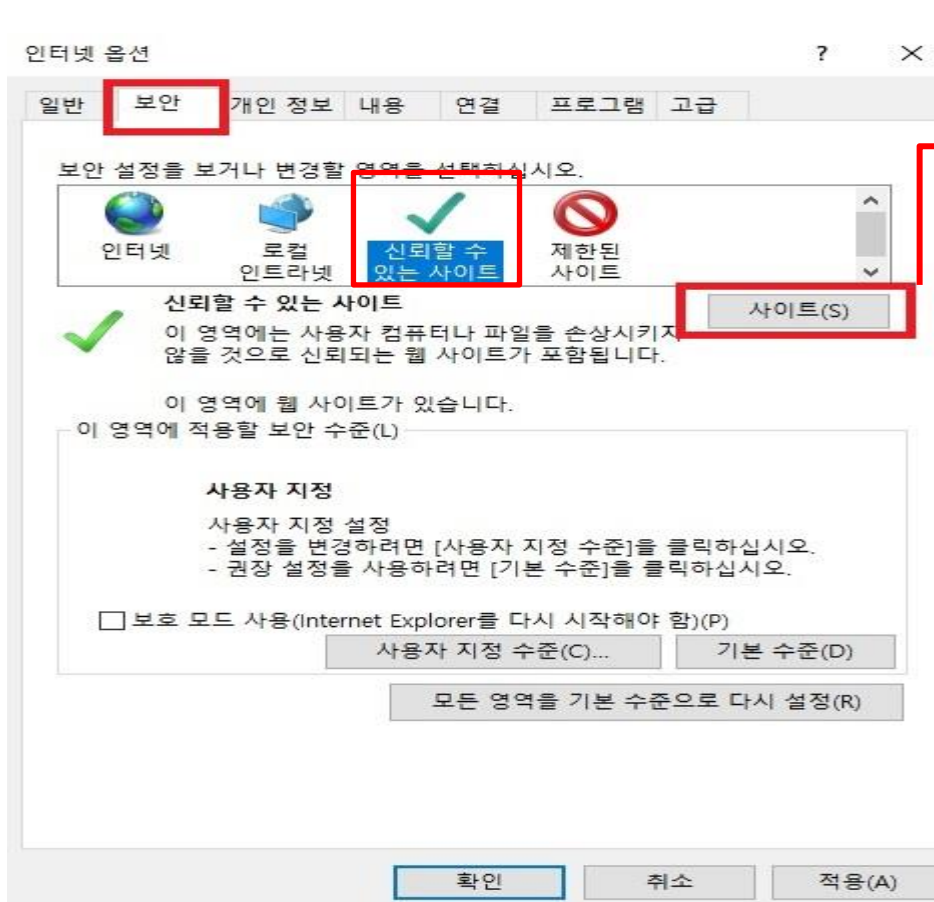 인터넷 옵션
일반 보안 개인 정보 내용 연결 프로그램 고급
보안 설정을 보거나 변경할 영역을 선택하십시오.
인터넷
로컬
인트라넷
신뢰할 수
있는 사이트
제한된
사이트
신뢰할 수 있는 사이트
사이트(S)
이 영역에는 사용자 컴퓨터나 파일을 손상시키지
않을 것으로 신뢰되는 웹 사이트가 포함됩니다.
이 영역에 웹 사이트가 있습니다.
이 영역에 적용할 보안 수준(L)
사용자 지정
사용자 지정 설정
- 설정을 변경하려면 [사용자 지정 수준]을 클릭하십시오.
- 권장 설정을 사용하려면 [기본 수준]을 클릭하십시오.
보호 모드 사용(Internet Explorer를 다시 시작해야 함)(P)
사용자 지정 수준(C)... 기본 수준(D)
모든 영역을 기본 수준으로 다시 설정(R)
확인 취소 적용(A)